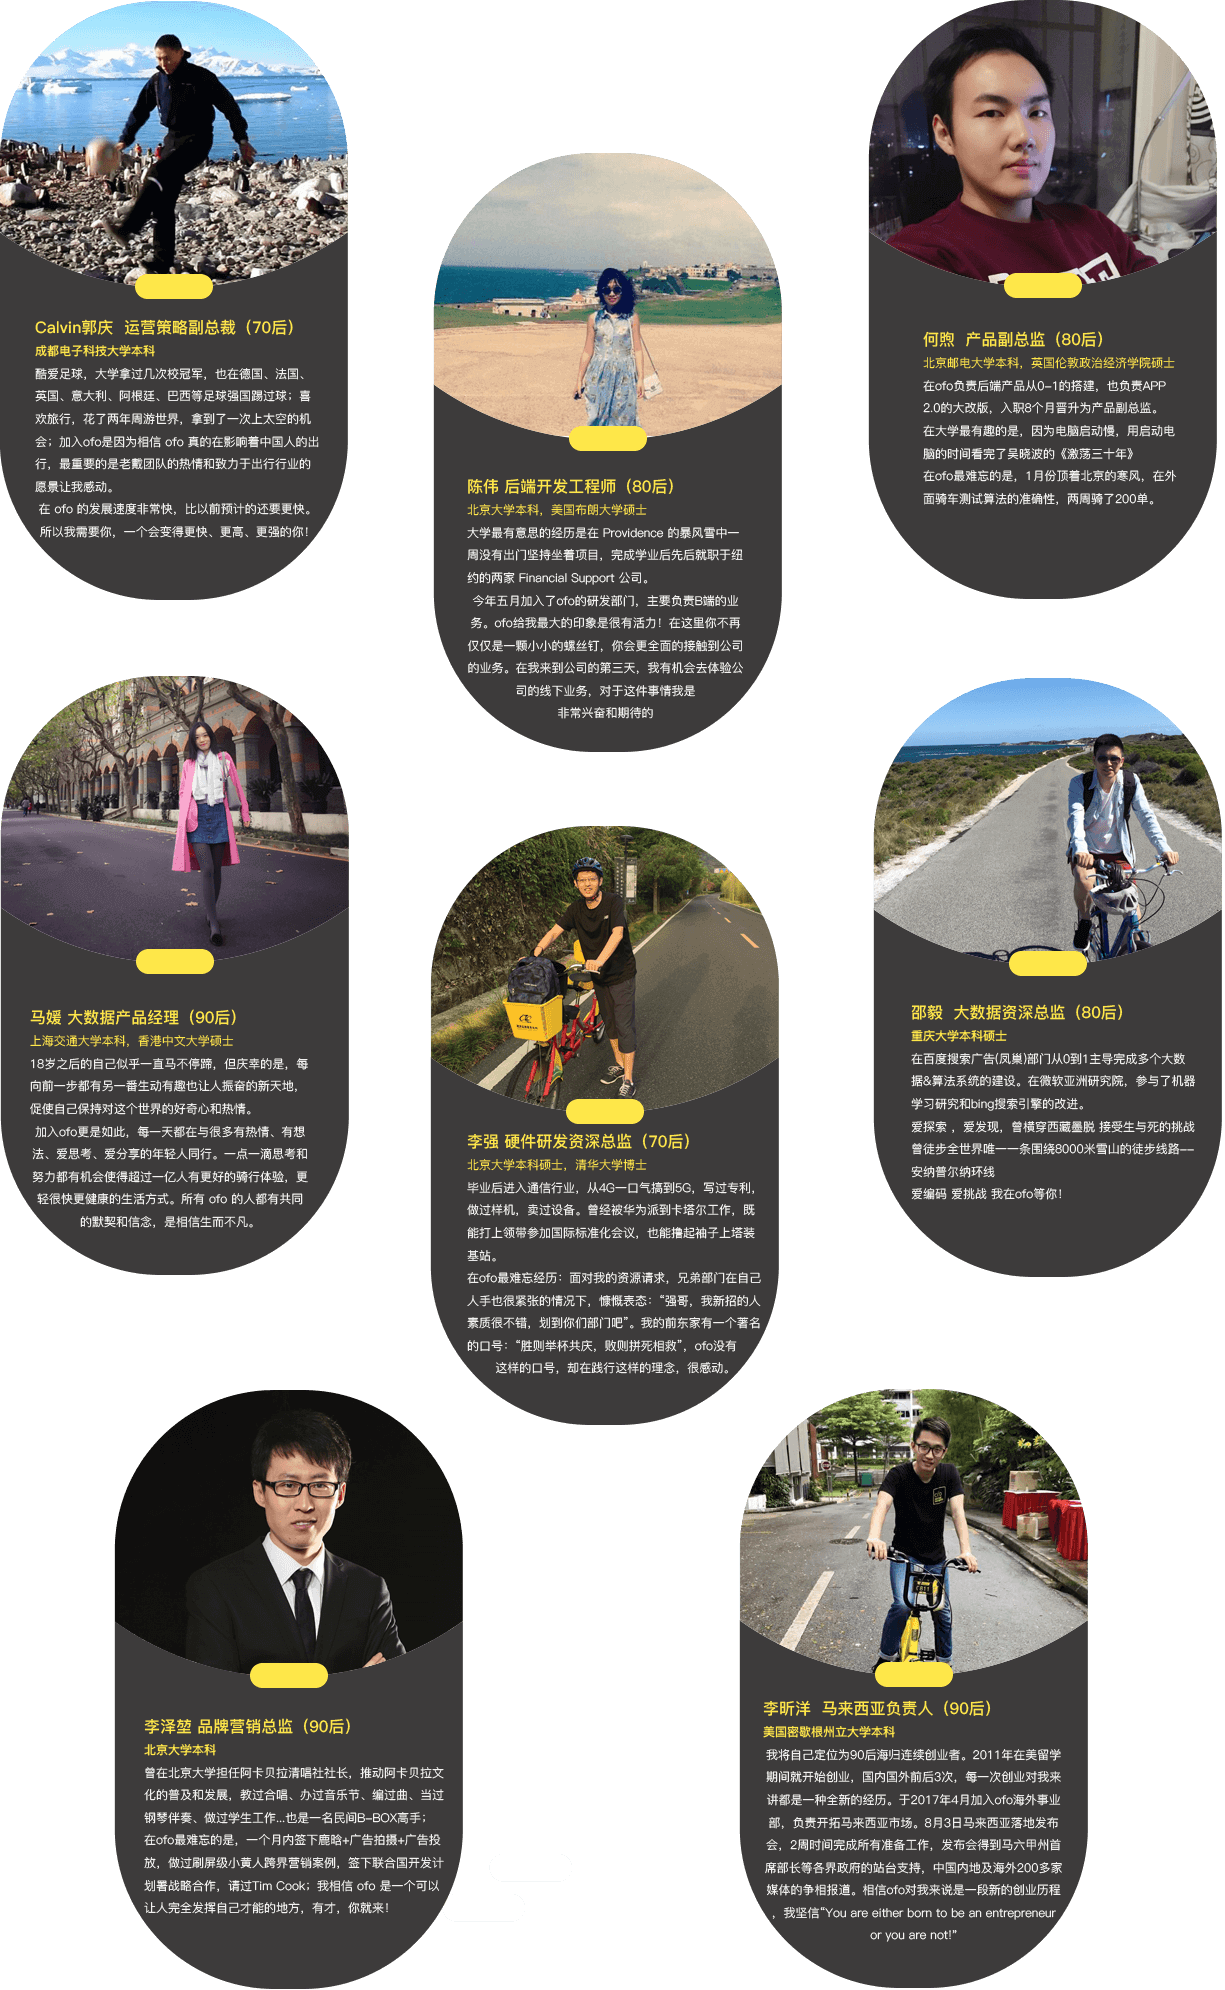 Calvin郭庆  运营策略副总裁（70后）
成都电子科技大学本科
酷爱足球，大学拿过几次校冠军，也在德国、法国、
英国、意大利、阿根廷、巴西等足球强国踢过球；喜
欢旅行，花了两年周游世界，拿到了一次上太空的机
会；加入ofo是因为相信 ofo 真的在影响着中国人的出
行，最重要的是老戴团队的热情和致力于出行行业的
愿景让我感动。
在 ofo 的发展速度非常快，比以前预计的还要更快。
所以我需要你，一个会变得更快、更高、更强的你！
何煦  产品副总监（80后）
北京邮电大学本科，英国伦敦政治经济学院硕士
在ofo负责后端产品从0-1的搭建，也负责APP
2.0的大改版，入职8个月晋升为产品副总监。
在大学最有趣的是，因为电脑启动慢，用启动电
脑的时间看完了吴晓波的《激荡三十年》
在ofo最难忘的是，1月份顶着北京的寒风，在外
面骑车测试算法的准确性，两周骑了200单。
陈伟 后端开发工程师（80后）
北京大学本科，美国布朗大学硕士
大学最有意思的经历是在 Providence 的暴风雪中一
周没有出门坚持坐着项目，完成学业后先后就职于纽
约的两家 Financial Support 公司。
今年五月加入了ofo的研发部门，主要负责B端的业
务。ofo给我最大的印象是很有活力！在这里你不再
仅仅是一颗小小的螺丝钉，你会更全面的接触到公司
的业务。在我来到公司的第三天，我有机会去体验公
司的线下业务，对于这件事情我是
非常兴奋和期待的
马媛 大数据产品经理（90后）
上海交通大学本科，香港中文大学硕士
18岁之后的自己似乎一直马不停蹄，但庆幸的是，每
向前一步都有另一番生动有趣也让人振奋的新天地，
促使自己保持对这个世界的好奇心和热情。
加入ofo更是如此，每一天都在与很多有热情、有想
法、爱思考、爱分享的年轻人同行。一点一滴思考和
努力都有机会使得超过一亿人有更好的骑行体验，更
轻很快更健康的生活方式。所有 ofo 的人都有共同
的默契和信念，是相信生而不凡。
邵毅  大数据资深总监（80后）
重庆大学本科硕士
在百度搜索广告(凤巢)部门从0到1主导完成多个大数
据&算法系统的建设。在微软亚洲研究院，参与了机器
学习研究和bing搜索引擎的改进。
爱探索 ，爱发现，曾横穿西藏墨脱 接受生与死的挑战
曾徒步全世界唯一一条围绕8000米雪山的徒步线路--
安纳普尔纳环线
爱编码 爱挑战 我在ofo等你！
李强 硬件研发资深总监（70后）
北京大学本科硕士，清华大学博士
毕业后进入通信行业，从4G一口气搞到5G，写过专利，
做过样机，卖过设备。曾经被华为派到卡塔尔工作，既
能打上领带参加国际标准化会议，也能撸起袖子上塔装
基站。
在ofo最难忘经历：面对我的资源请求，兄弟部门在自己
人手也很紧张的情况下，慷慨表态：“强哥，我新招的人
素质很不错，划到你们部门吧”。我的前东家有一个著名
的口号：“胜则举杯共庆，败则拼死相救”，ofo没有
这样的口号，却在践行这样的理念，很感动。
李泽堃 品牌营销总监（90后）
北京大学本科
曾在北京大学担任阿卡贝拉清唱社社长，推动阿卡贝拉文
化的普及和发展，教过合唱、办过音乐节、编过曲、当过
钢琴伴奏、做过学生工作...也是一名民间B-BOX高手；
在ofo最难忘的是，一个月内签下鹿晗+广告拍摄+广告投
放，做过刷屏级小黄人跨界营销案例，签下联合国开发计
划署战略合作，请过Tim Cook；我相信 ofo 是一个可以
让人完全发挥自己才能的地方，有才，你就来！
李昕洋  马来西亚负责人（90后）
美国密歇根州立大学本科
我将自己定位为90后海归连续创业者。2011年在美留学
期间就开始创业，国内国外前后3次，每一次创业对我来
讲都是一种全新的经历。于2017年4月加入ofo海外事业
部，负责开拓马来西亚市场。8月3日马来西亚落地发布
会，2周时间完成所有准备工作，发布会得到马六甲州首
席部长等各界政府的站台支持，中国内地及海外200多家
媒体的争相报道。相信ofo对我来说是一段新的创业历程
，我坚信“You are either born to be an entrepreneur
or you are not!”